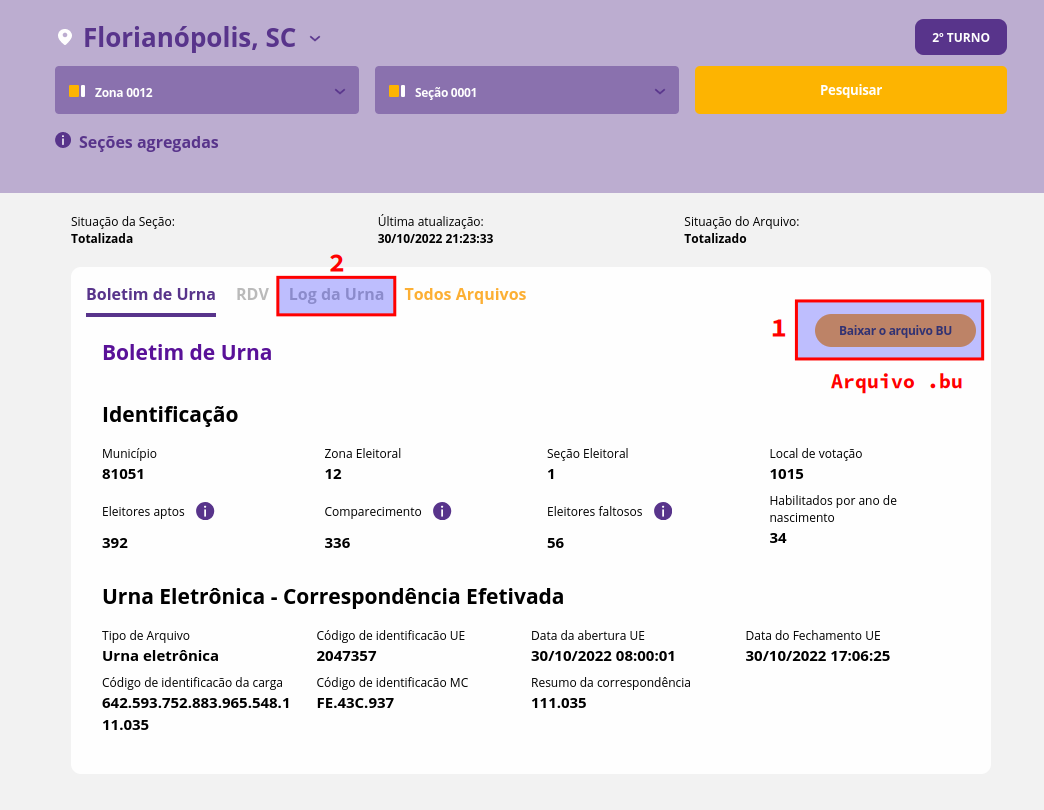 Florianópolis, SC
2º TURNO
Zona 0012
Seção 0001
Pesquisar
Seções agregadas
Situação da Seção:
Totalizada
Última atualização:
30/10/2022 21:23:33
Situação do Arquivo:
Totalizado
2
Boletim de Urna
RDV
Log da Urna
Todos Arquivos
1
Baixar o arquivo BU
Arquivo .bu
Boletim de Urna
Identificação
Município
81051
Zona Eleitoral
12
Seção Eleitoral
1
Local de votação
1015
Eleitores aptos
392
Comparecimento
336
Eleitores faltosos
56
Habilitados por ano de
nascimento
34
Urna Eletrônica - Correspondência Efetivada
Tipo de Arquivo
Urna eletrônica
Código de identificacão UE
2047357
Data da abertura UE
30/10/2022 08:00:01
Data do Fechamento UE
30/10/2022 17:06:25
Código de identificacão da carga
642.593.752.883.965.548.1
11.035
Código de identificacão MC
FE.43C.937
Resumo da correspondência
111.035